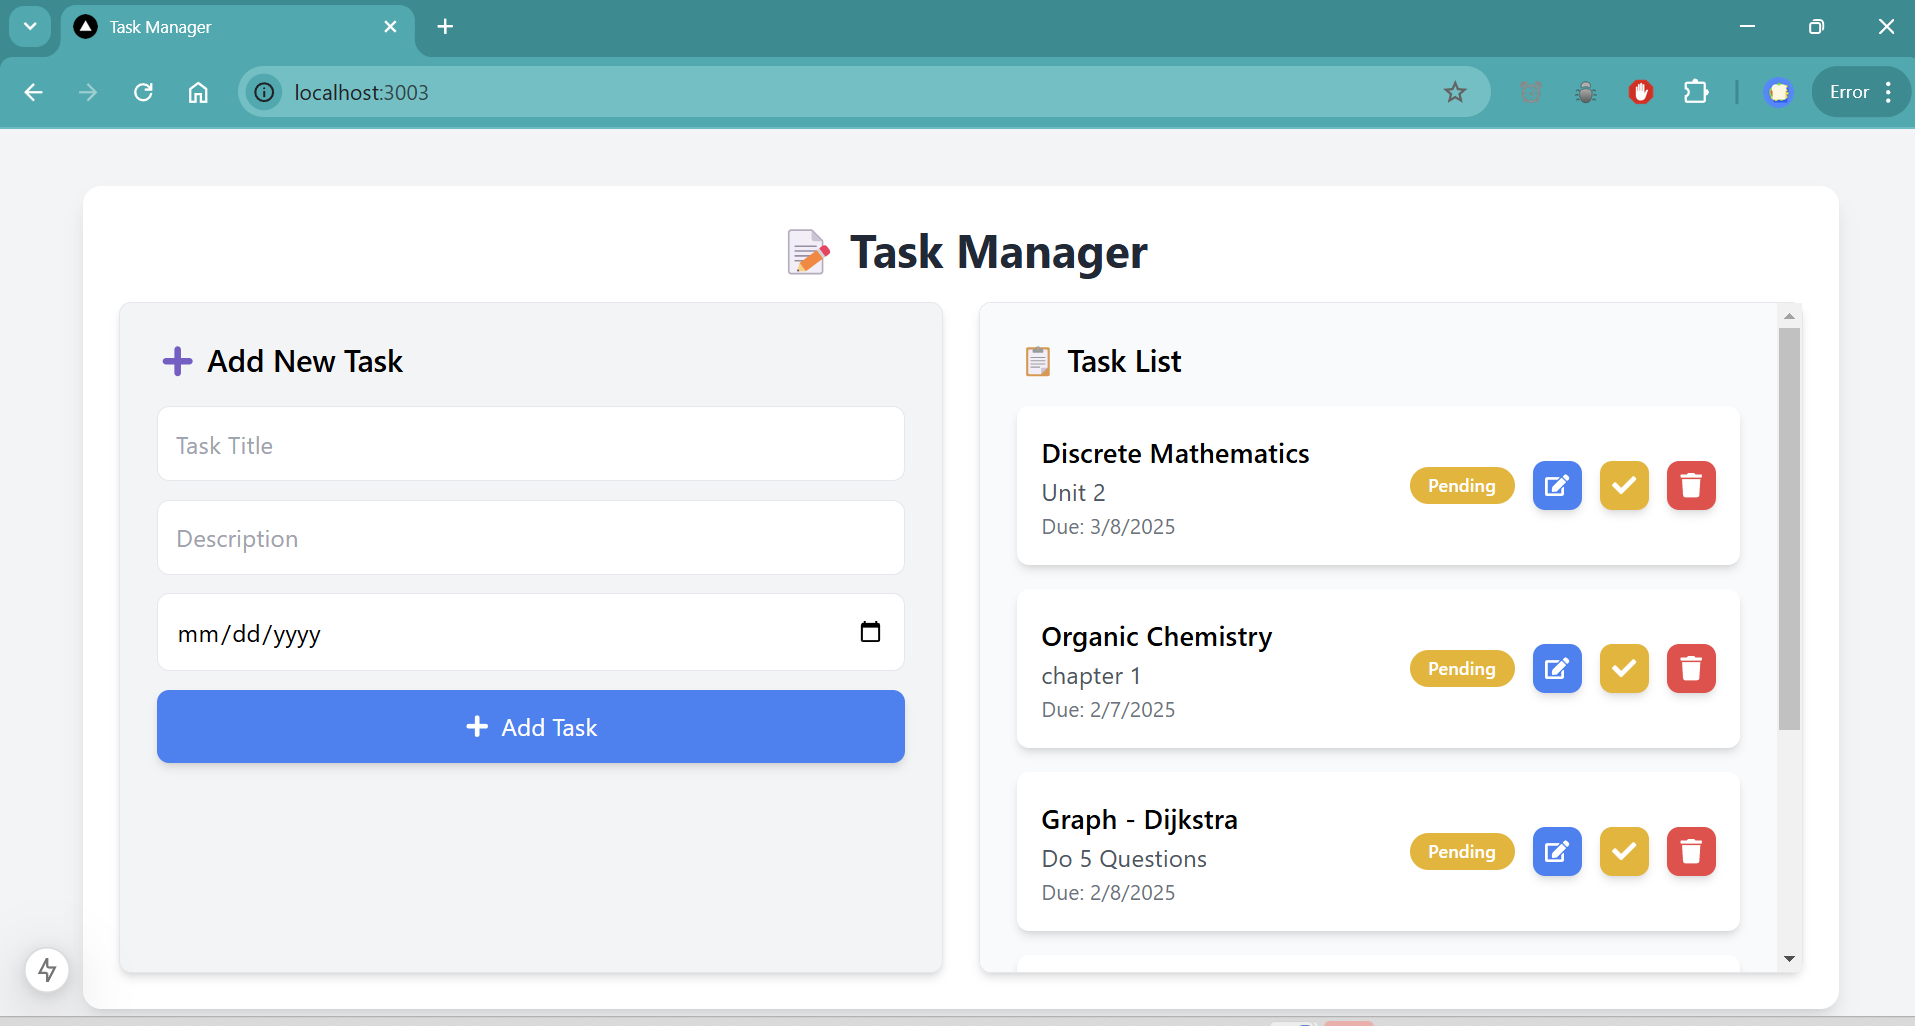 Task Manager
localhost:3003
Error
Task Manager
Add New Task
Task Title
Description
mm/dd/yyyy
Add Task
Task List
Discrete Mathematics
Unit 2
Due: 3/8/2025
Pending
Organic Chemistry
chapter 1
Due: 2/7/2025
Pending
Graph - Dijkstra
Do 5 Questions
Due: 2/8/2025
Pending